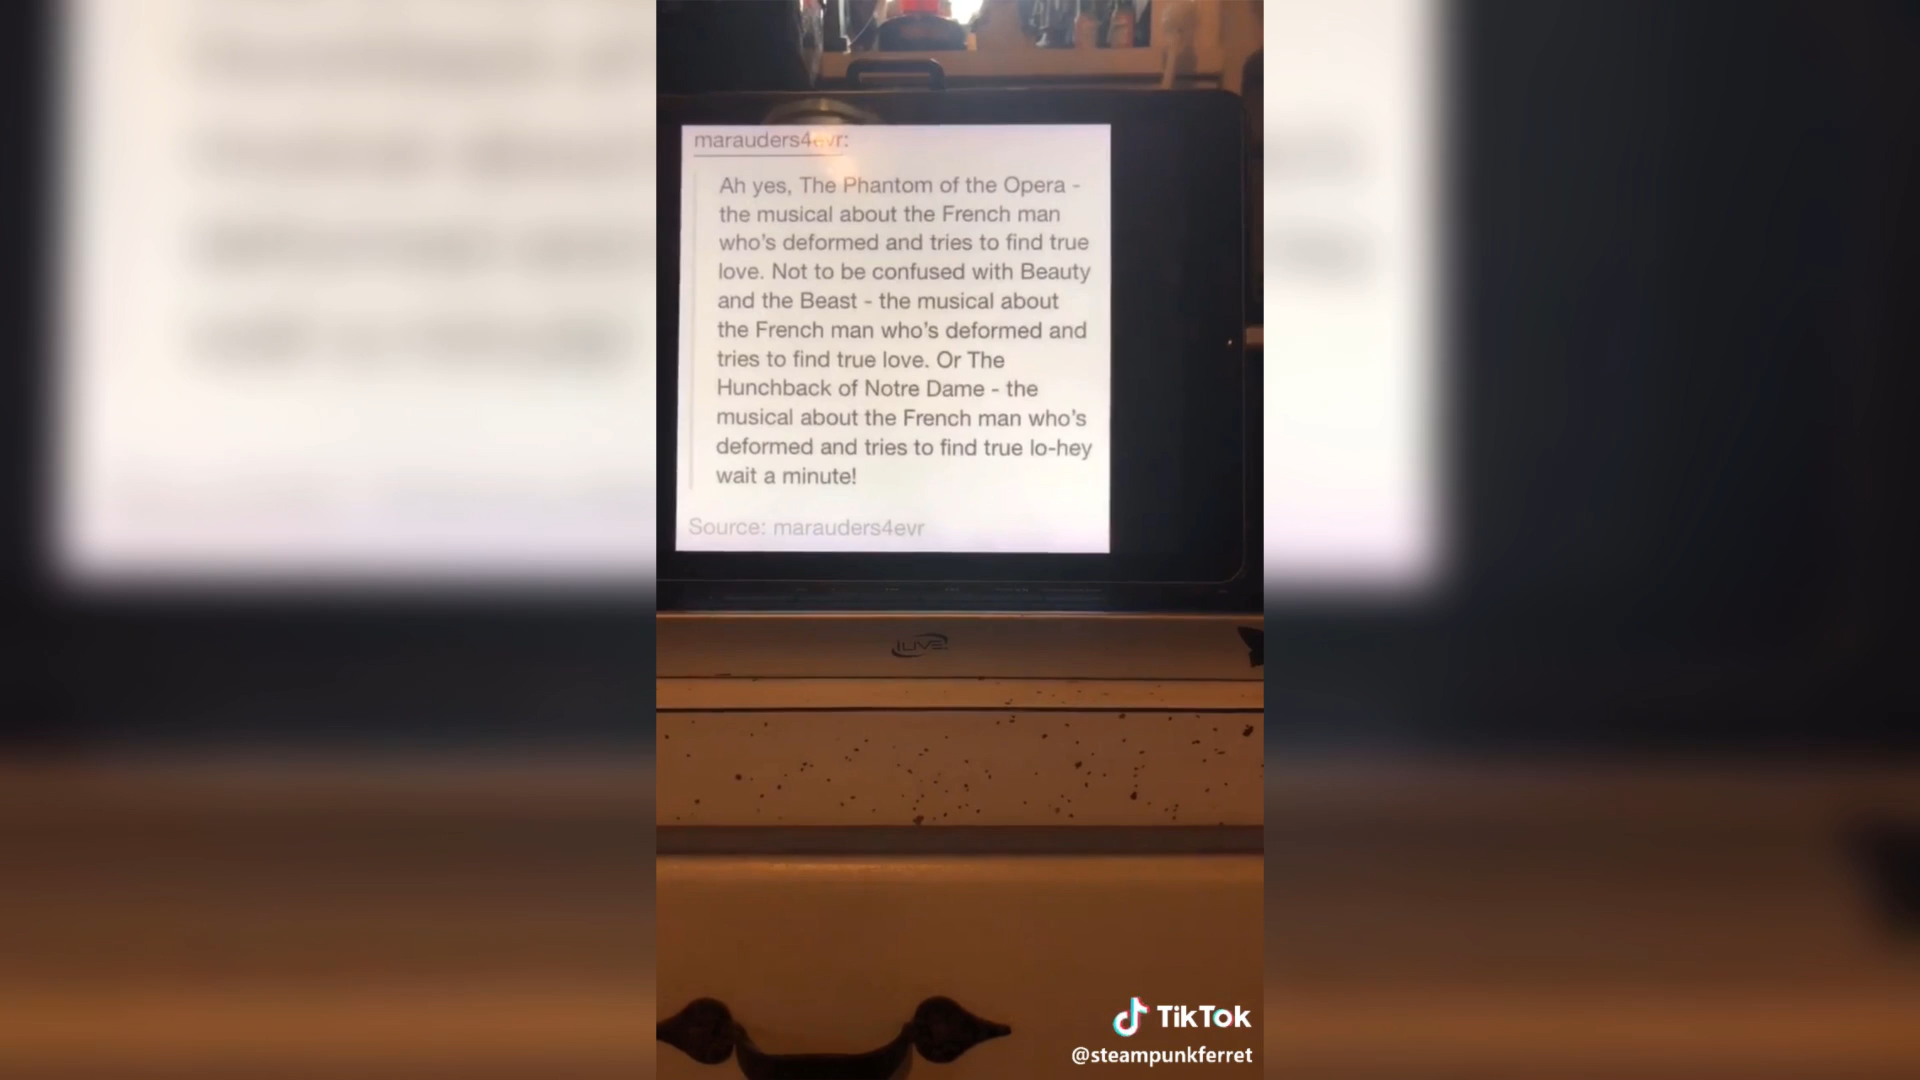 marauders4evr:
Ah yes, The Phantom of the Opera -
the musical about the French man
who's deformed and tries to find true
love. Not to be confused with Beauty
and the Beast - the musical about
the French man who's deformed and
tries to find true love. Or The
Hunchback of Notre Dame - the
musical about the French man who's
deformed and tries to find true lo-hey
wait a minute!
Source: marauders4evr
iLIVE
TikTok
@steampunkferret